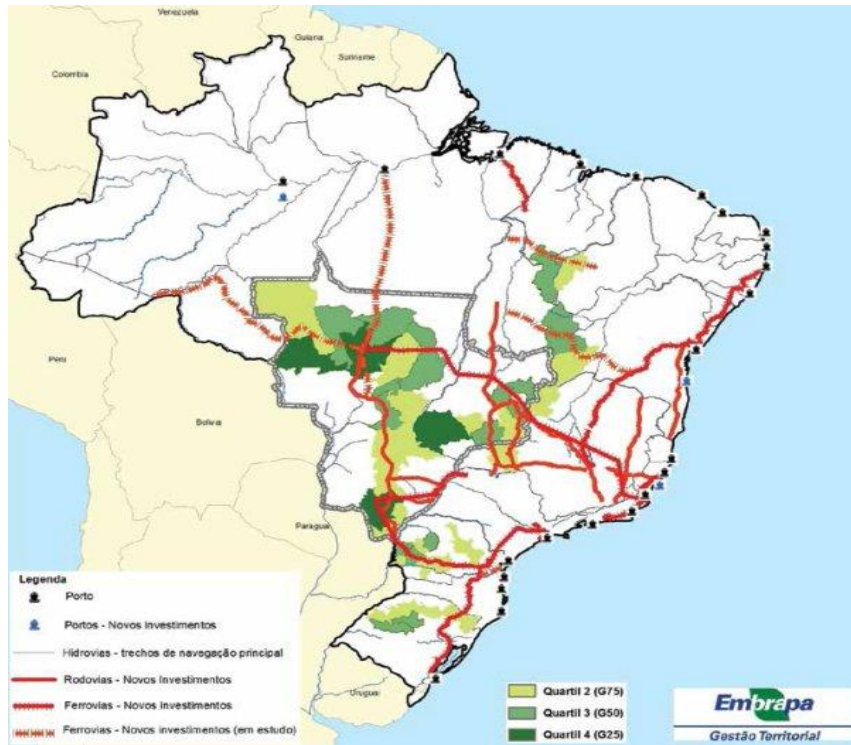 Venezuela
Guiana
Suriname
Colombia
Peru
Bolivia
Paraguai
Uruguai
Legenda
Porto
Portos - Novos Investimentos
Hidrovias - trechos de navegação principal
Rodovias - Novos Investimentos
Ferrovias - Novos Investimentos
Ferrovias - Novos investimentos (em estudo)
Quartil 2 (G75)
Quartil 3 (G50)
Quartil 4 (G25)
Embrapa
Gestão Territorial